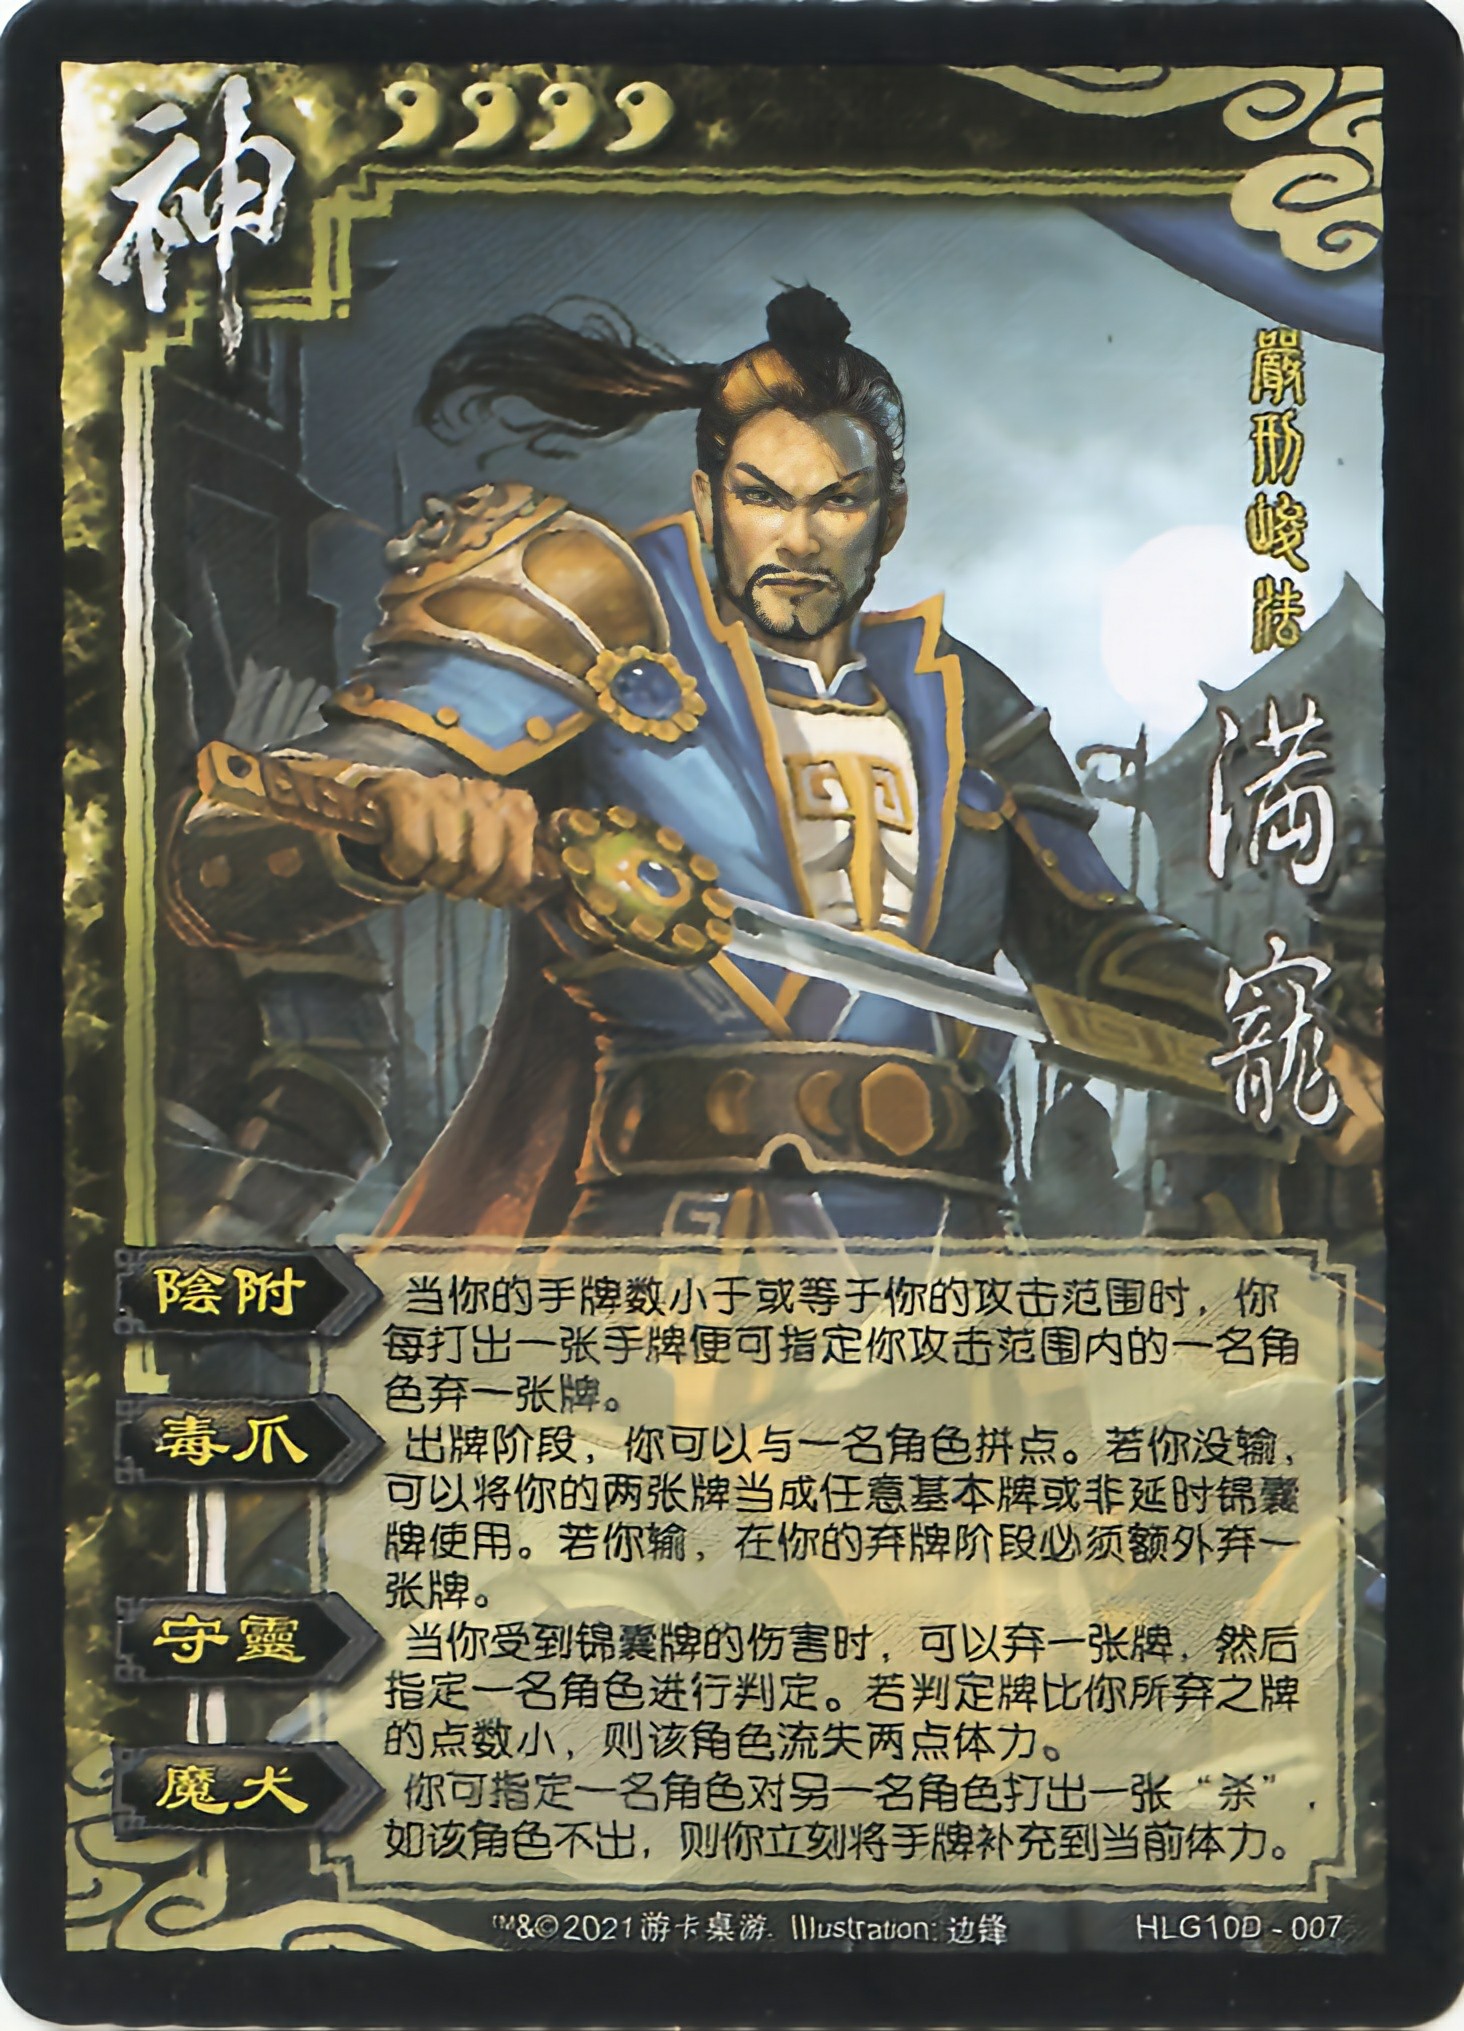 神
嚴刑峻法
满寵
陰附
当你的手牌数小于或等于你的攻击范围时，你
每打出一张手牌便可指定你攻击范围内的一名角
色弃一张牌。
毒爪
出牌阶段，你可以与一名角色拼点。若你没输，
可以将你的两张牌当成任意基本牌或非延时锦囊
牌使用。若你输，在你的弃牌阶段必须额外弃一
张牌。
守靈
当你受到锦囊牌的伤害时，可以弃一张牌，然后
指定一名角色进行判定。若判定牌比你所弃之牌
的点数小，则该角色流失两点体力。
魔犬
你可指定一名角色对另一名角色打出一张“杀”，
如该角色不出，则你立刻将手牌补充到当前体力。
™&©2021游卡桌游. Illustration: 边锋
HLG10D - 007